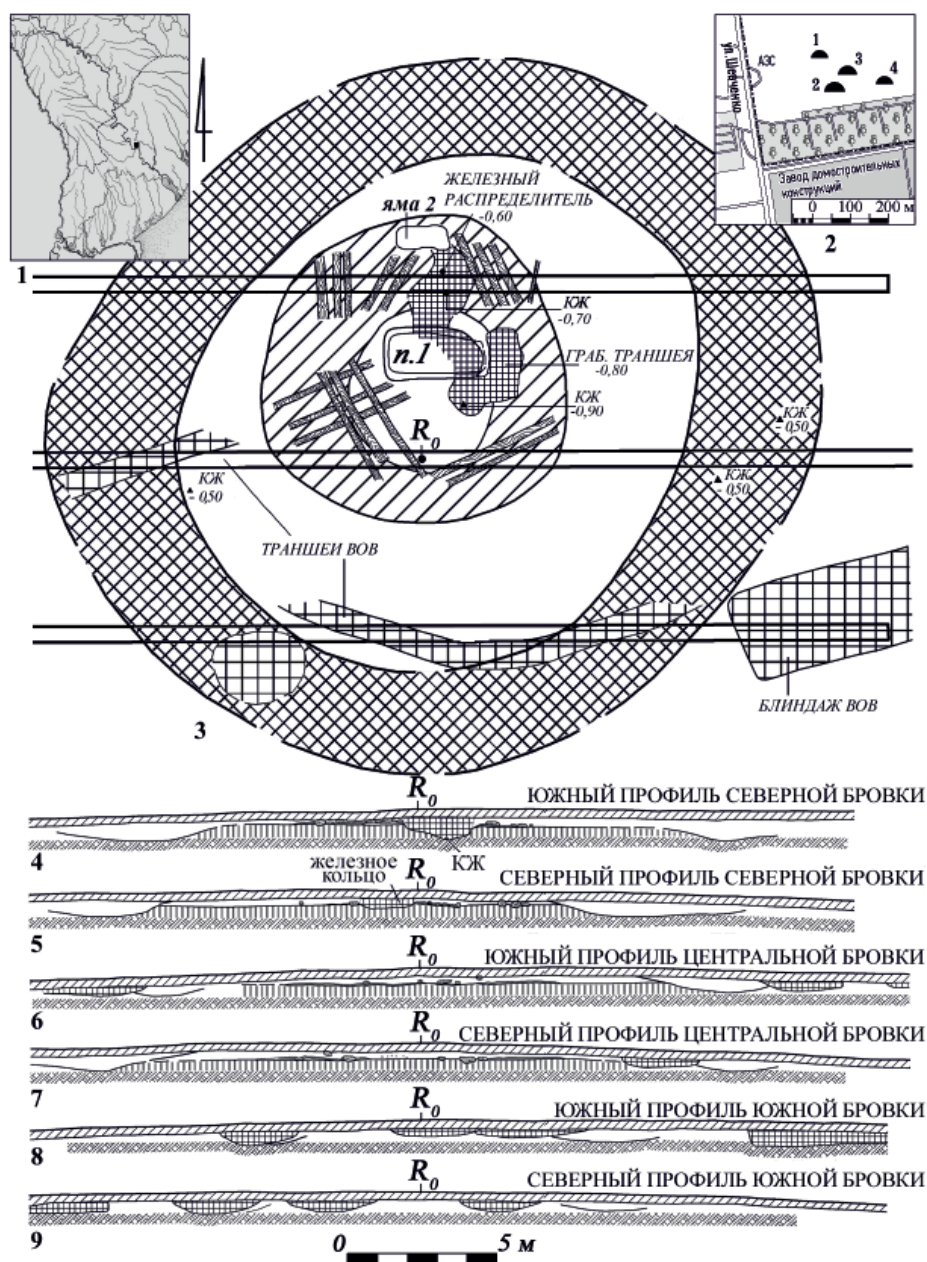 1
ул. Шевченко
АЗС
1
3
2
4
Завод домостроительных
конструкций
0 100 200 м
2
ЖЕЛЕЗНЫЙ
РАСПРЕДЕЛИТЕЛЬ
-0,60
яма 2
КЖ
-0,70
п.1
ГРАБ. ТРАНШЕЯ
-0,80
КЖ
-0,90
R₀
КЖ
-0,50
КЖ
-0,50
КЖ
-0,50
ТРАНШЕИ ВОВ
БЛИНДАЖ ВОВ
3
R₀
ЮЖНЫЙ ПРОФИЛЬ СЕВЕРНОЙ БРОВКИ
4
КЖ
железное
кольцо
R₀
СЕВЕРНЫЙ ПРОФИЛЬ СЕВЕРНОЙ БРОВКИ
5
R₀
ЮЖНЫЙ ПРОФИЛЬ ЦЕНТРАЛЬНОЙ БРОВКИ
6
R₀
СЕВЕРНЫЙ ПРОФИЛЬ ЦЕНТРАЛЬНОЙ БРОВКИ
7
R₀
ЮЖНЫЙ ПРОФИЛЬ ЮЖНОЙ БРОВКИ
8
R₀
СЕВЕРНЫЙ ПРОФИЛЬ ЮЖНОЙ БРОВКИ
9
0 5 м